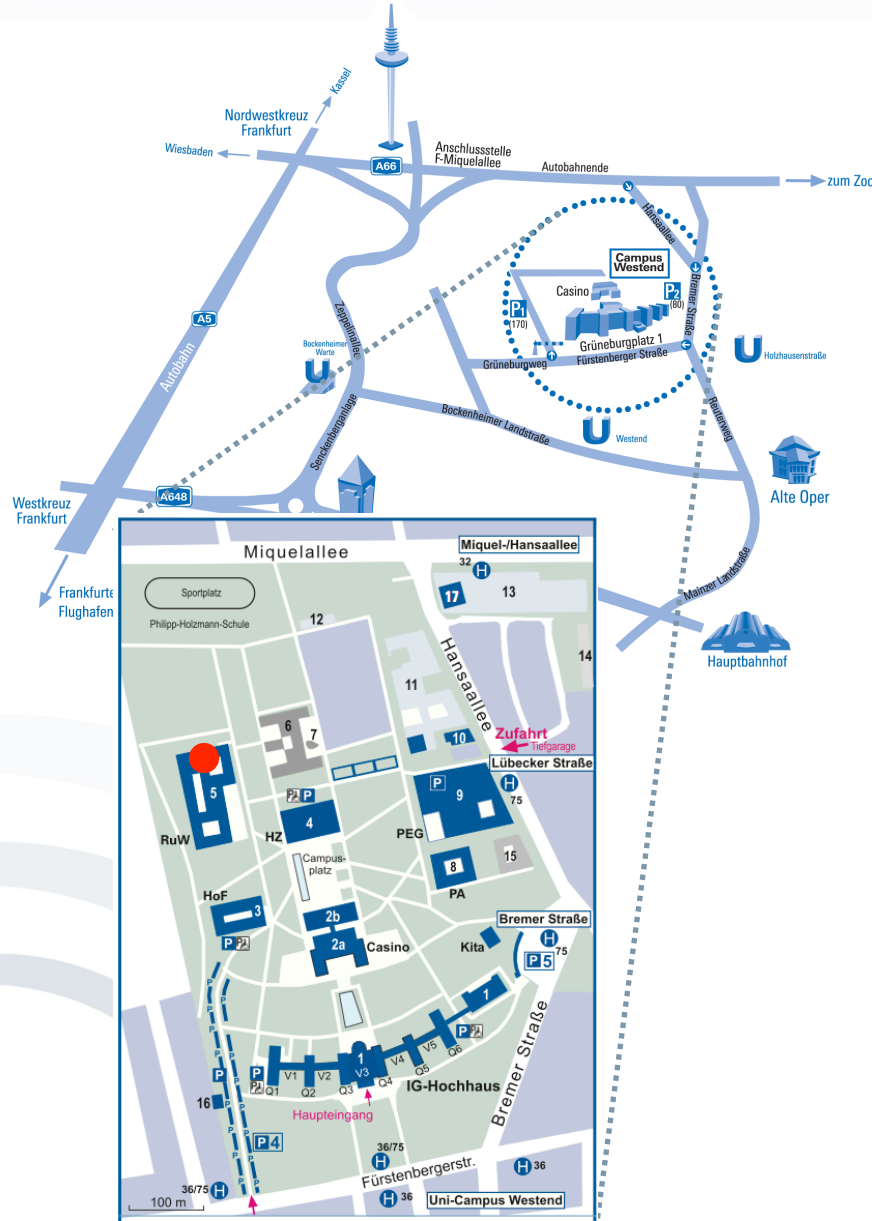 Kassel
Nordwestkreuz
Frankfurt
Wiesbaden
A66
Anschlussstelle
F-Miquelallee
Autobahnende
zum Zoo
Hansaallee
Campus
Westend
Casino
P1
(170)
P2
(80)
Bremer Straße
Grüneburgplatz 1
Grüneburgweg
Fürstenberger Straße
A5
Autobahn
Zeppelinallee
Bockenheimer
Warte
U
U
Holzhausenstraße
Senckenberganlage
Bockenheimer Landstraße
U
Westend
Reuterweg
Alte Oper
A648
Westkreuz
Frankfurt
Mainzer Landstraße
Hauptbahnhof
Frankfurte
Flughafen
Miquelallee
Miquel-/Hansaallee
32
H
Sportplatz
Philipp-Holzmann-Schule
12
17
13
Hansaallee
14
11
6
7
10
Zufahrt
Tiefgarage
Lübecker Straße
H
75
5
RuW
P
HZ
4
P
9
PEG
Campus-
platz
8
15
PA
HoF
3
P
2b
2a
Casino
Kita
Bremer Straße
H
75
P5
1
P
P P P P P P P P P P P P
P
16
P
V1
V2
1
V3
V4
V5
Q1
Q2
Q3
Q4
Q5
Q6
IG-Hochhaus
Haupteingang
Bremer Straße
P4
36/75
H
Fürstenbergerstr.
H
36
36/75
H
H
36
Uni-Campus Westend
100 m